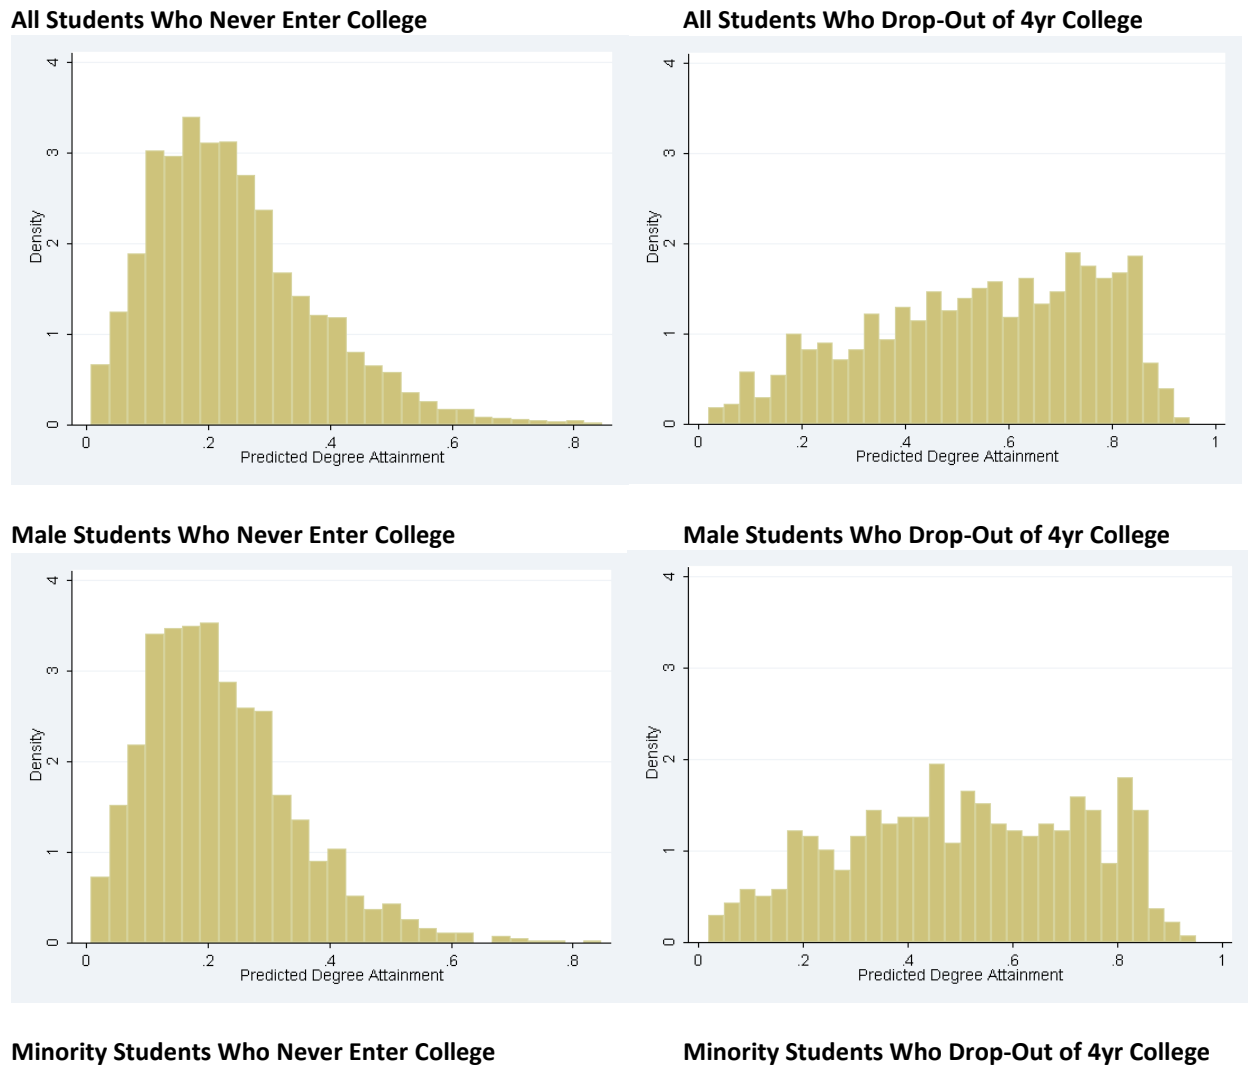 All Students Who Never Enter College
All Students Who Drop-Out of 4yr College
4
3
2
1
0
Density
0 .2 .4 .6 .8
Predicted Degree Attainment
4
3
2
1
0
Density
0 .2 .4 .6 .8 1
Predicted Degree Attainment
Male Students Who Never Enter College
Male Students Who Drop-Out of 4yr College
4
3
2
1
0
Density
0 .2 .4 .6 .8
Predicted Degree Attainment
4
3
2
1
0
Density
0 .2 .4 .6 .8 1
Predicted Degree Attainment
Minority Students Who Never Enter College
Minority Students Who Drop-Out of 4yr College